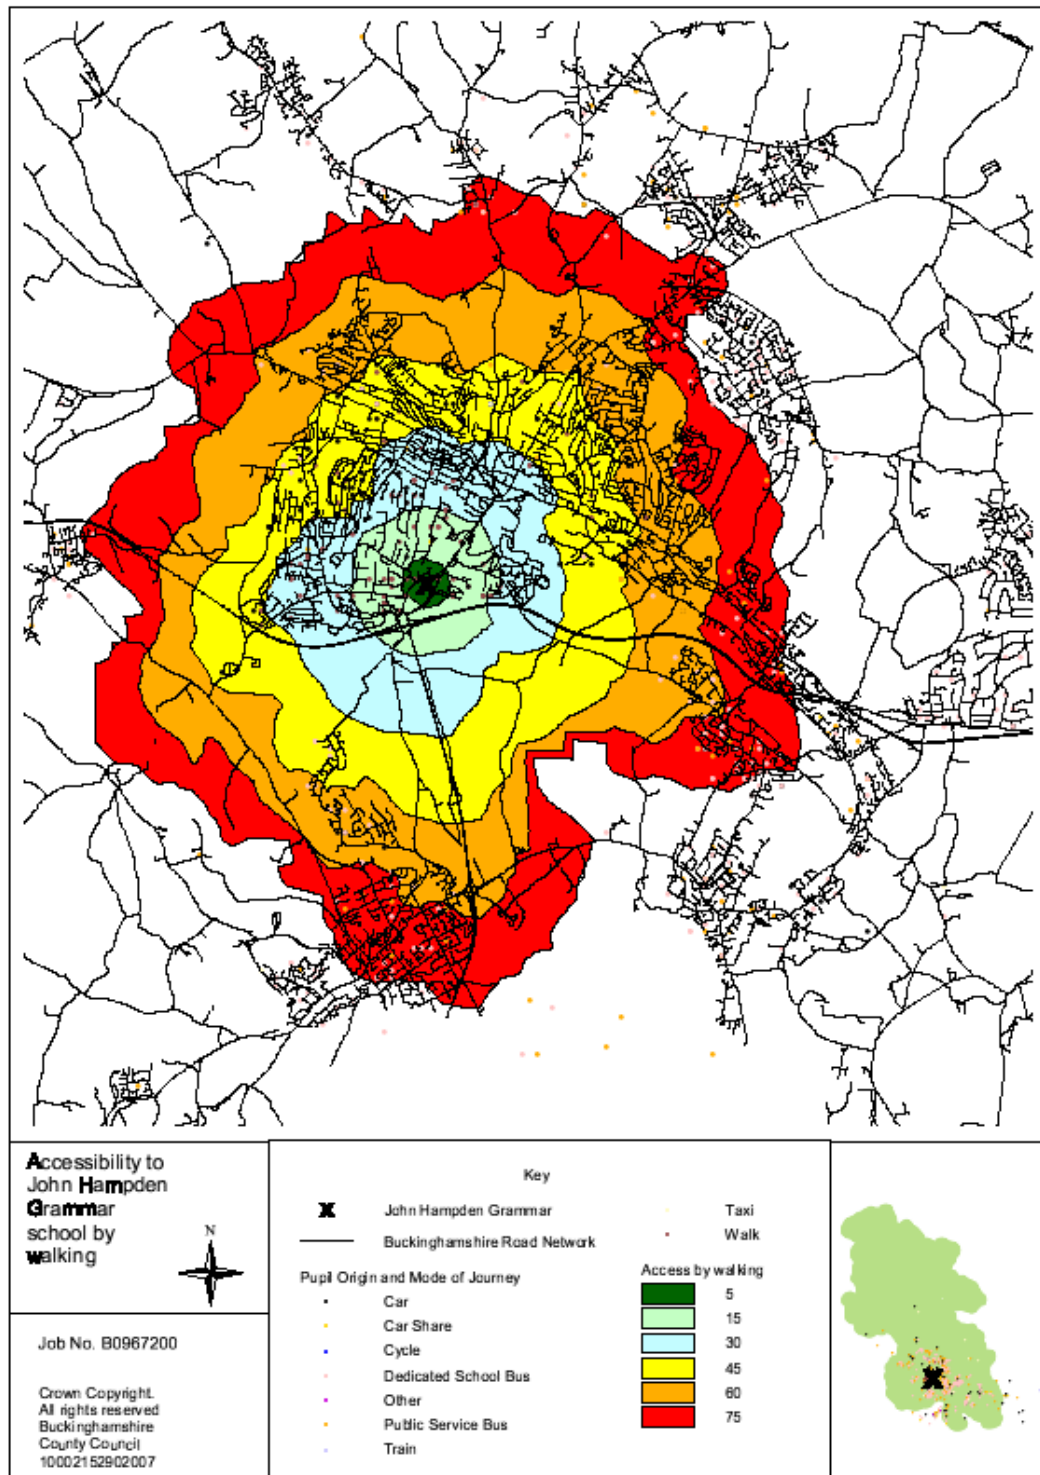 Accessibility to
John Hampden
Grammar
school by
walking
N
Job No. B0967200
Crown Copyright.
All rights reserved
Buckinghamshire
County Council
10002152902007
Key
X John Hampden Grammar
Buckinghamshire Road Network
Pupil Origin and Mode of Journey
Car
Car Share
Cycle
Dedicated School Bus
Other
Public Service Bus
Train
Taxi
Walk
Access by walking
5
15
30
45
60
75